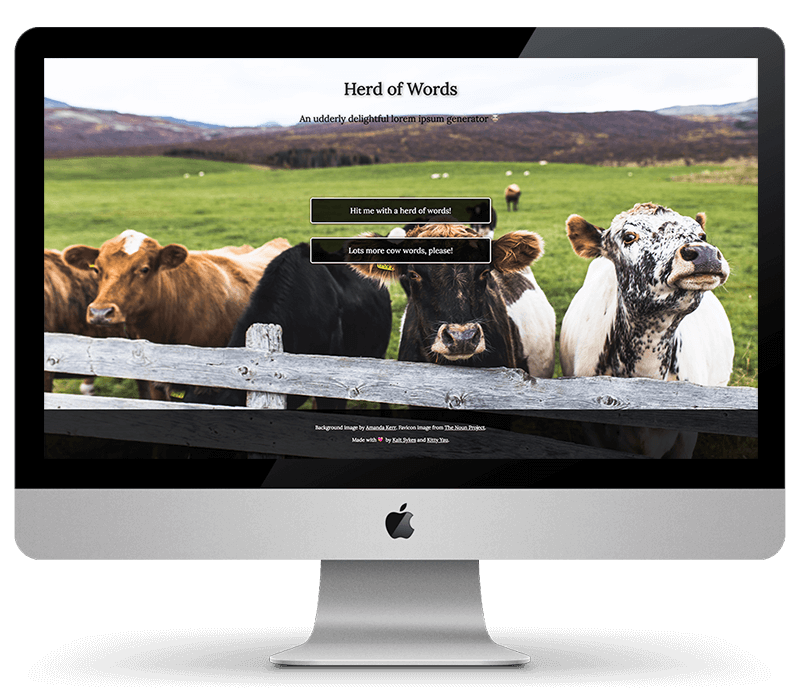 Herd of Words
An udderly delightful lorem ipsum generator
Hit me with a herd of words!
Lots more cow words, please!
Background image by Amanda Kerr. Favicon image from The Noun Project.
Made with 💖 by Kait Sykes and Kitty Yau.